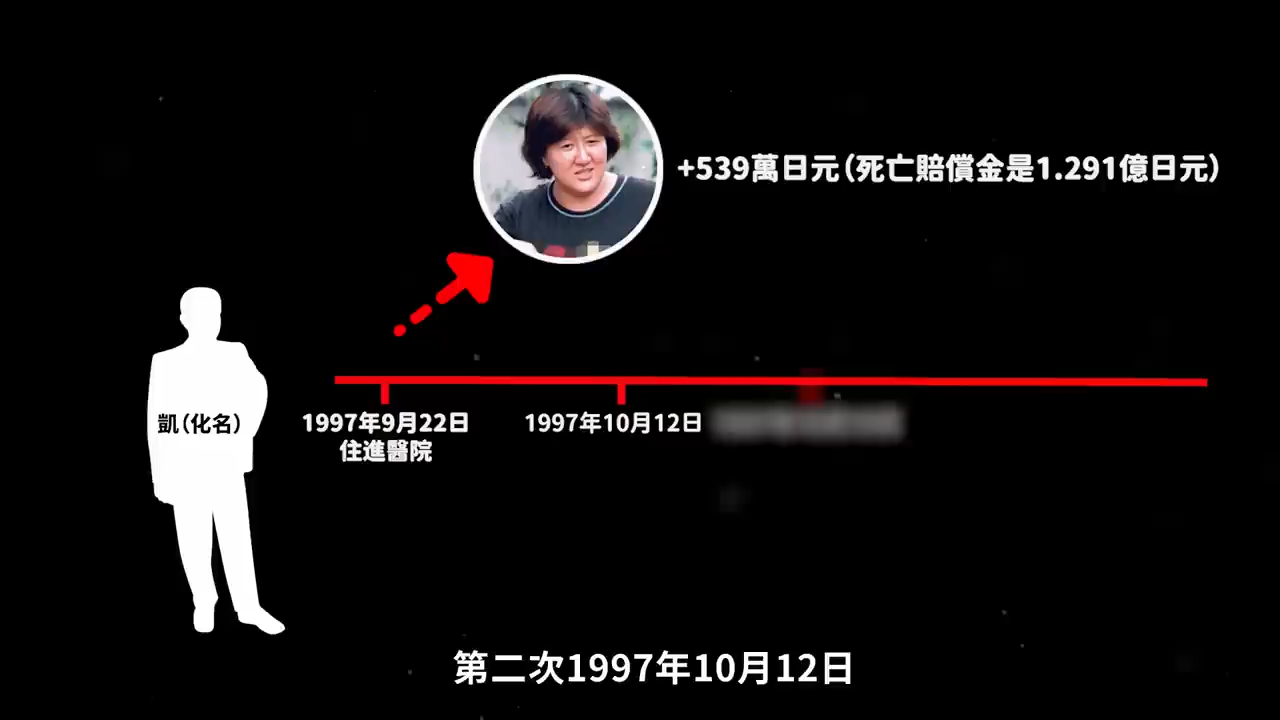 +539萬日元(死亡賠償金是1.291億日元)
凱(化名)
1997年9月22日
住進醫院
1997年10月12日
第二次1997年10月12日